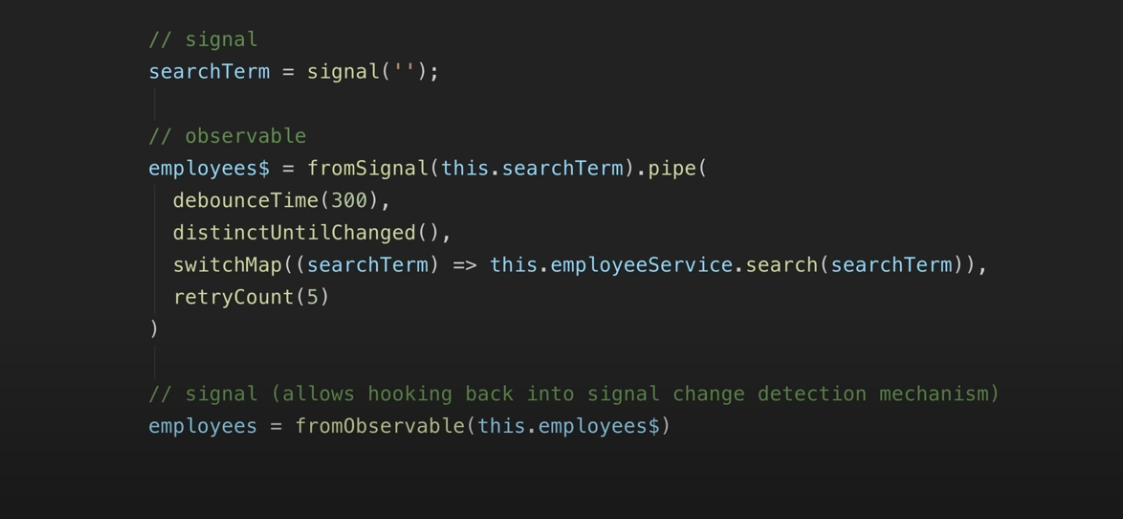 // signal
searchTerm = signal('');
// observable
employees$ = fromSignal(this.searchTerm).pipe(
debounceTime(300),
distinctUntilChanged(),
switchMap((searchTerm) => this.employeeService.search(searchTerm)),
retryCount(5)
)
// signal (allows hooking back into signal change detection mechanism)
employees = fromObservable(this.employees$)